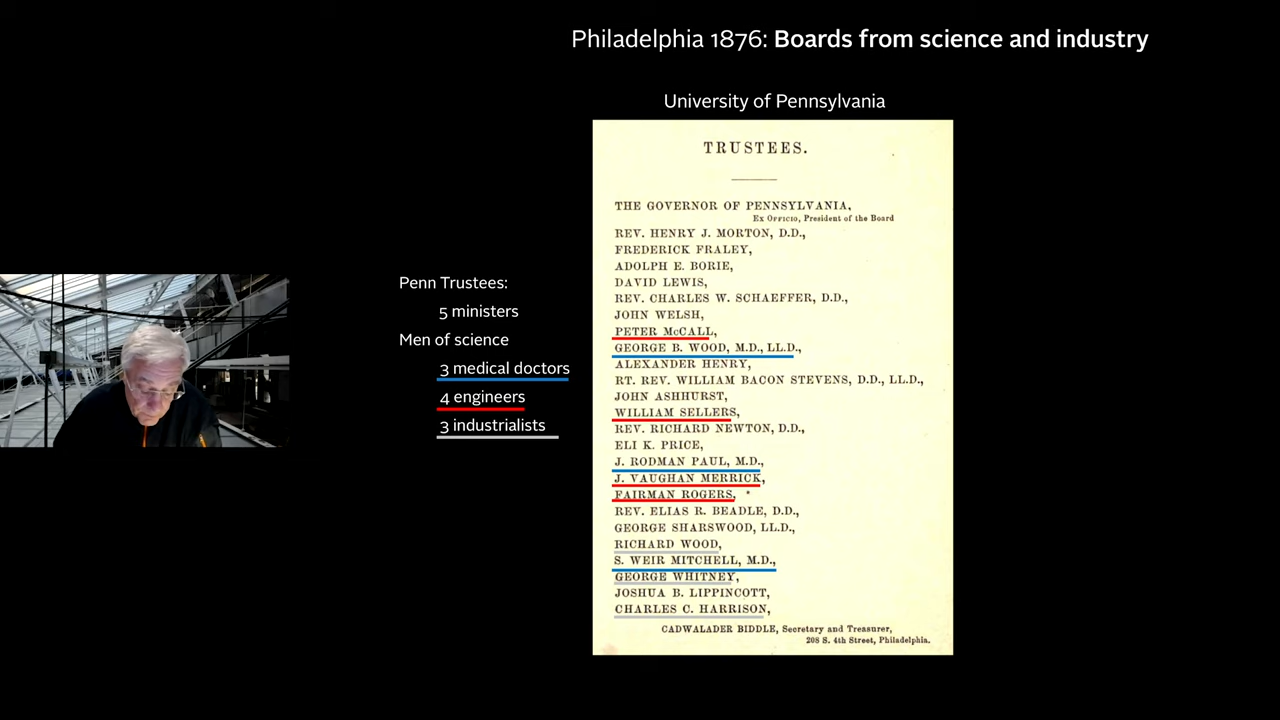 Philadelphia 1876: Boards from science and industry
University of Pennsylvania
Penn Trustees:
5 ministers
Men of science
3 medical doctors
4 engineers
3 industrialists
TRUSTEES.
THE GOVERNOR OF PENNSYLVANIA,
Ex Officio, President of the Board
REV. HENRY J. MORTON, D.D.,
FREDERICK FRALEY,
ADOLPH E. BORIE,
DAVID LEWIS,
REV. CHARLES W. SCHAEFFER, D.D.,
JOHN WELSH,
PETER McCALL,
GEORGE B. WOOD, M.D., LL.D.,
ALEXANDER HENRY,
RT. REV. WILLIAM BACON STEVENS, D.D., LL.D.,
JOHN ASHHURST,
WILLIAM SELLERS,
REV. RICHARD NEWTON, D.D.,
ELI K. PRICE,
J. RODMAN PAUL, M.D.,
J. VAUGHAN MERRICK,
FAIRMAN ROGERS,
REV. ELIAS R. BEADLE, D.D.,
GEORGE SHARSWOOD, LL.D.,
RICHARD WOOD,
S. WEIR MITCHELL, M.D.,
GEORGE WHITNEY,
JOSHUA B. LIPPINCOTT,
CHARLES C. HARRISON,
CADWALADER BIDDLE, Secretary and Treasurer,
208 S. 4th Street, Philadelphia.